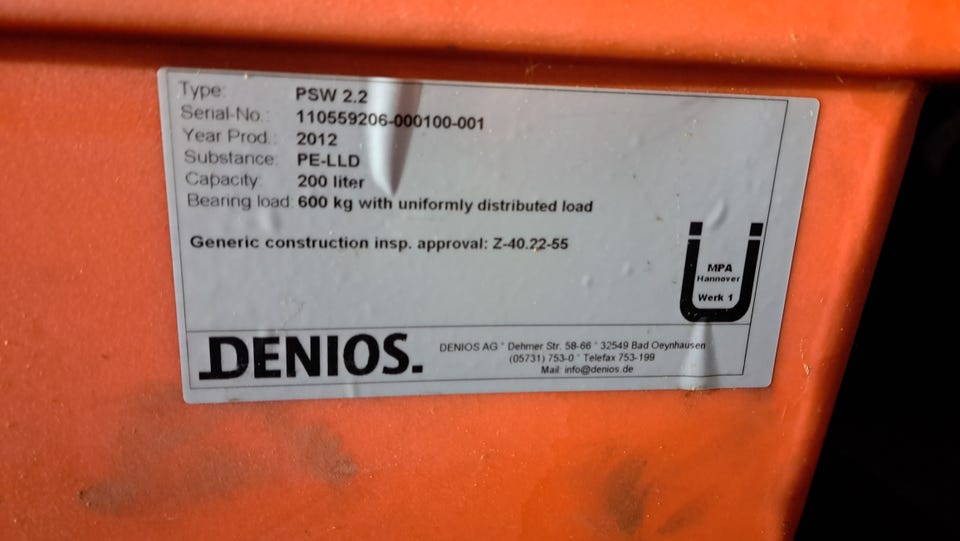 Type: PSW 2.2
Serial-No.: 110559206-000100-001
Year Prod.: 2012
Substance: PE-LLD
Capacity: 200 liter
Bearing load: 600 kg with uniformly distributed load
Generic construction insp. approval: Z-40.22-55
Ü
MPA
Hannover
Werk 1
DENIOS.
DENIOS AG * Dehmer Str. 58-66 * 32549 Bad Oeynhausen
(05731) 753-0 * Telefax 753-199
Mail: info@denios.de